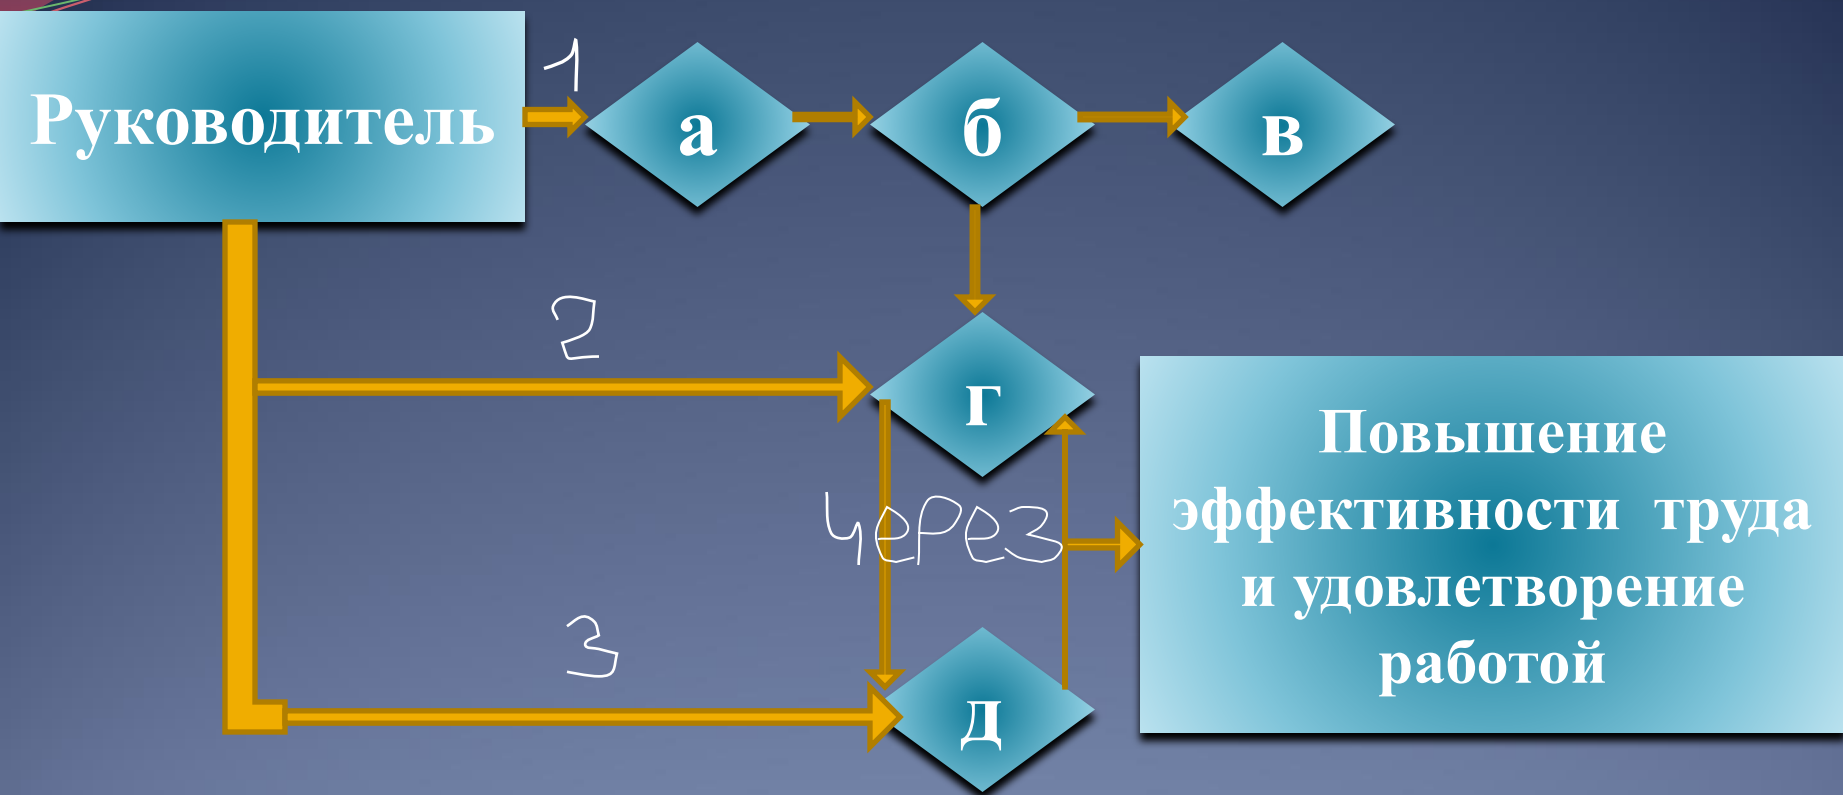 Руководитель
1
а
б
в
2
г
Повышение
эффективности труда
и удовлетворение
работой
через
3
д